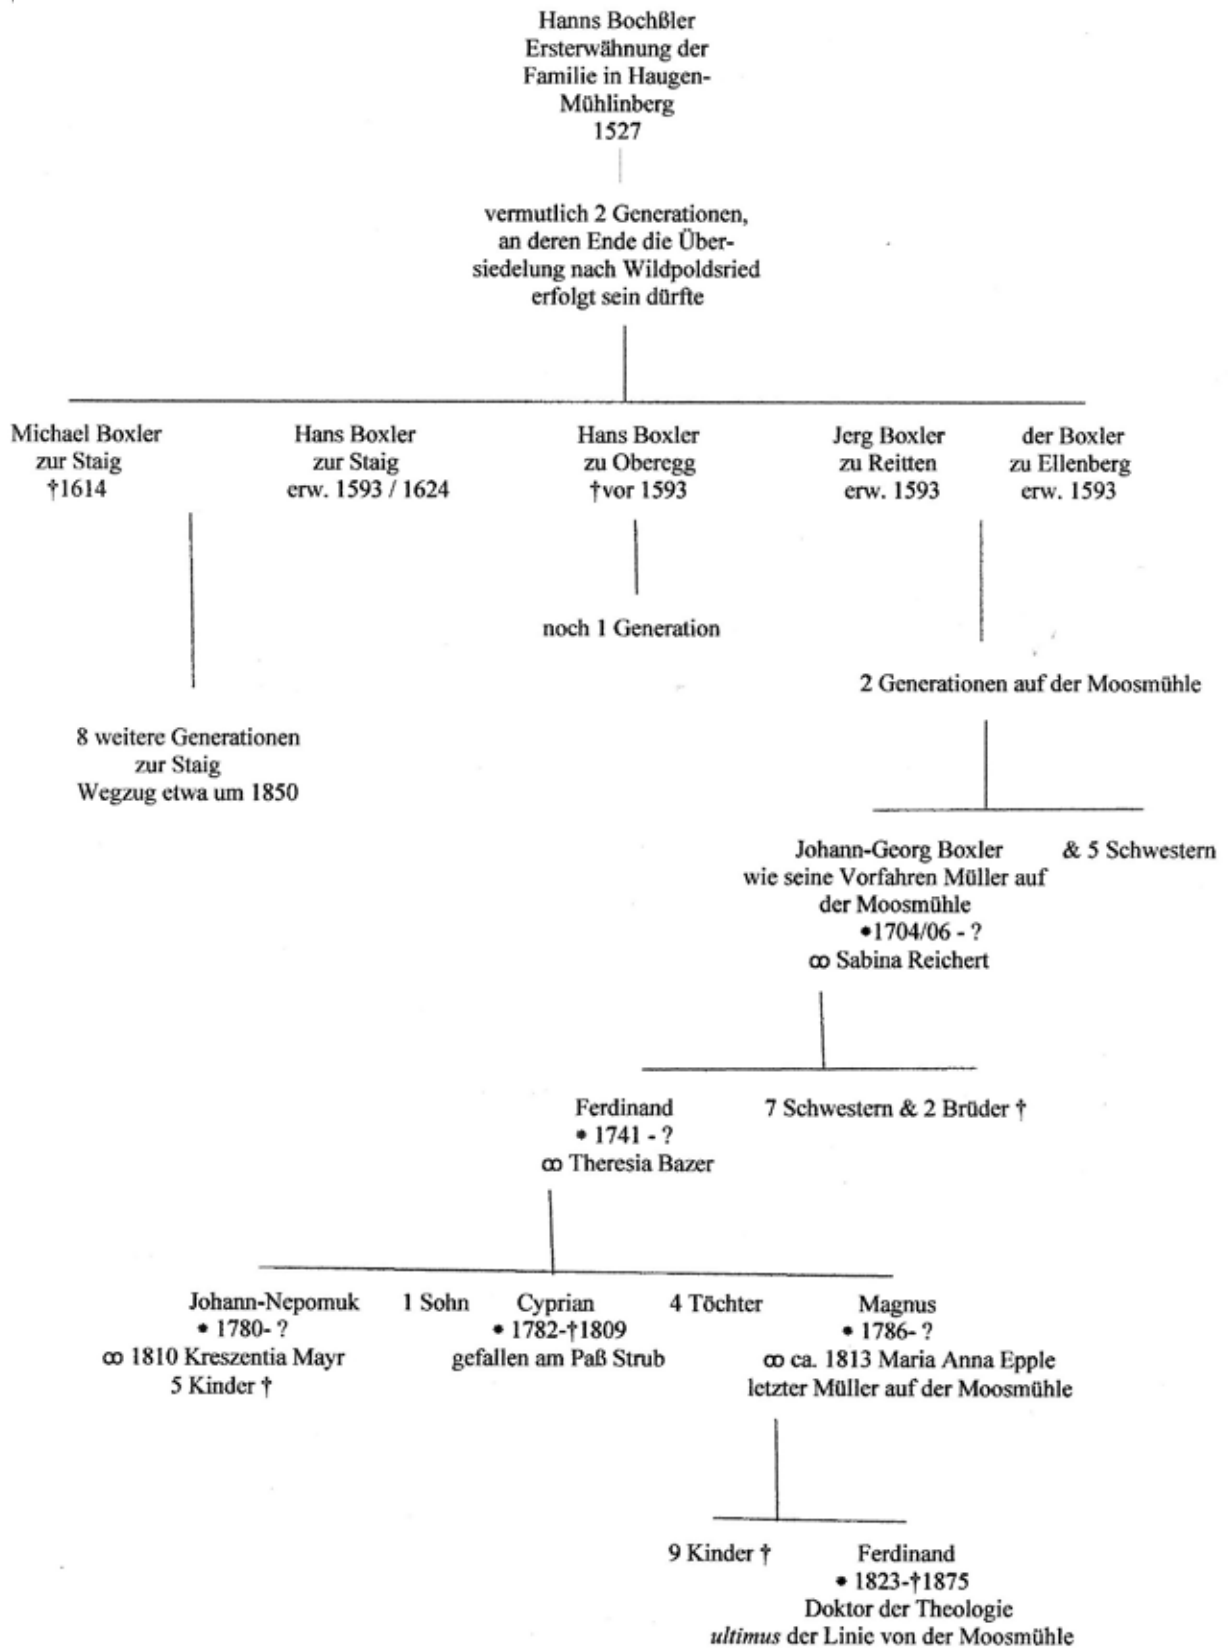 Hanns Bochßler
Ersterwähnung der
Familie in Haugen-
Mühlinberg
1527
vermutlich 2 Generationen,
an deren Ende die Über-
siedelung nach Wildpoldsried
erfolgt sein dürfte
Michael Boxler
zur Staig
†1614
Hans Boxler
zur Staig
erw. 1593 / 1624
Hans Boxler
zu Oberegg
†vor 1593
Jerg Boxler
zu Reitten
erw. 1593
der Boxler
zu Ellenberg
erw. 1593
noch 1 Generation
2 Generationen auf der Moosmühle
8 weitere Generationen
zur Staig
Wegzug etwa um 1850
Johann-Georg Boxler
wie seine Vorfahren Müller auf
der Moosmühle
•1704/06 - ?
ꝏ Sabina Reichert
& 5 Schwestern
Ferdinand
• 1741 - ?
ꝏ Theresia Bazer
7 Schwestern & 2 Brüder †
Johann-Nepomuk
• 1780- ?
ꝏ 1810 Kreszentia Mayr
5 Kinder †
1 Sohn
Cyprian
• 1782-†1809
gefallen am Paß Strub
4 Töchter
Magnus
• 1786- ?
ꝏ ca. 1813 Maria Anna Epple
letzter Müller auf der Moosmühle
9 Kinder †
Ferdinand
• 1823-†1875
Doktor der Theologie
ultimus der Linie von der Moosmühle